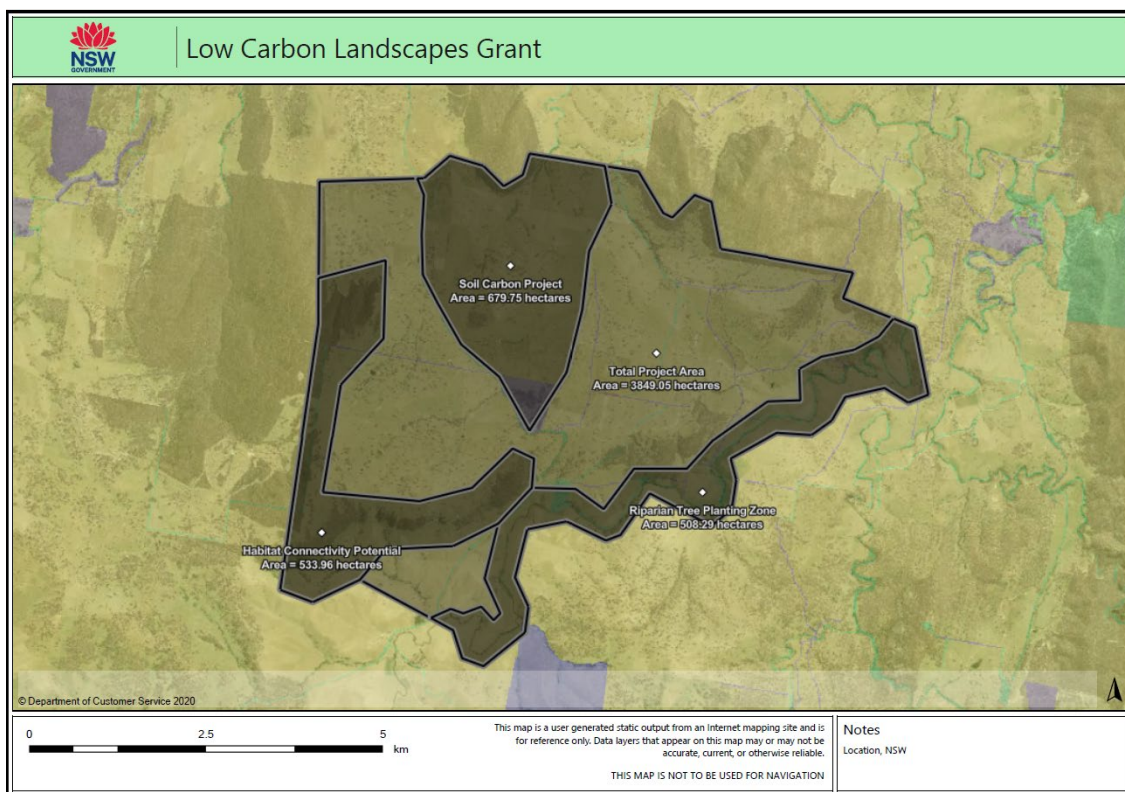 NSW
GOVERNMENT
Low Carbon Landscapes Grant
Soil Carbon Project
Area = 679.75 hectares
Total Project Area
Area = 3849.05 hectares
Riparian Tree Planting Zone
Area = 508.29 hectares
Habitat Connectivity Potential
Area = 533.96 hectares
© Department of Customer Service 2020
0 2.5 5
km
This map is a user generated static output from an Internet mapping site and is
for reference only. Data layers that appear on this map may or may not be
accurate, current, or otherwise reliable.
THIS MAP IS NOT TO BE USED FOR NAVIGATION
Notes
Location, NSW